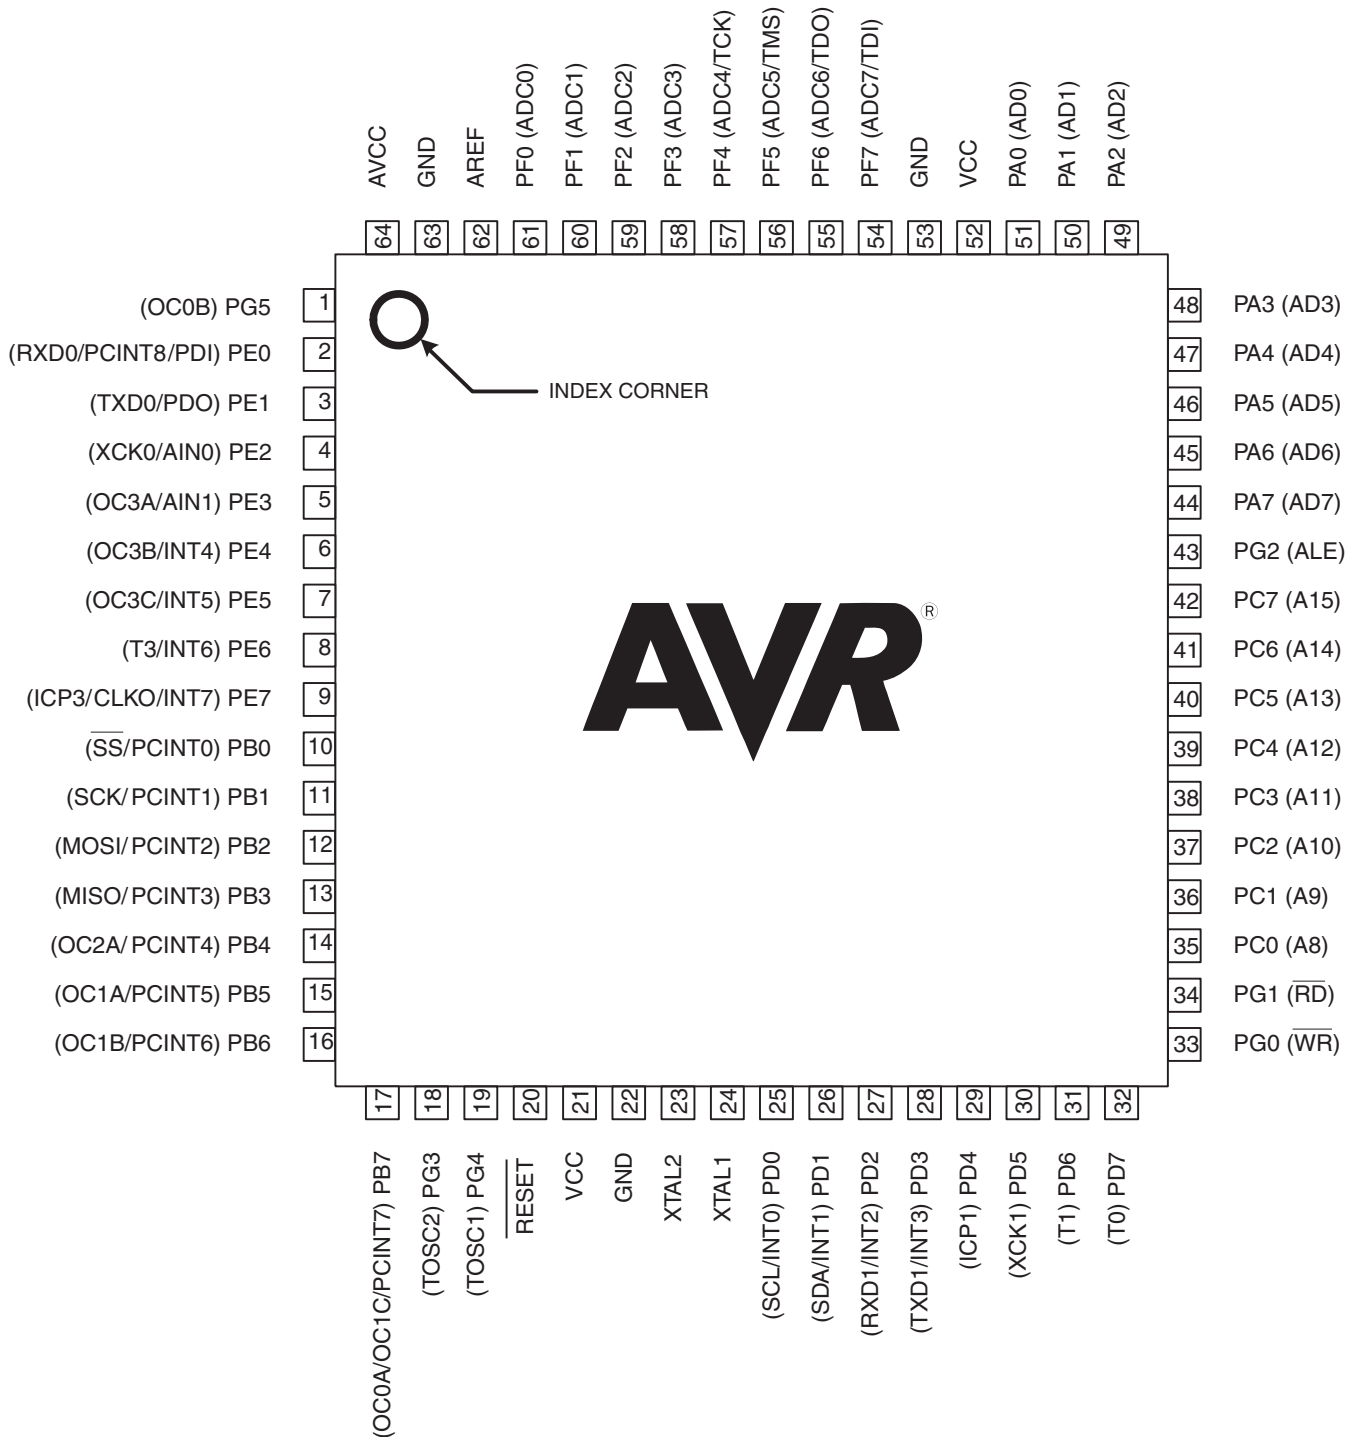 AVCC
GND
AREF
PF0 (ADC0)
PF1 (ADC1)
PF2 (ADC2)
PF3 (ADC3)
PF4 (ADC4/TCK)
PF5 (ADC5/TMS)
PF6 (ADC6/TDO)
PF7 (ADC7/TDI)
GND
VCC
PA0 (AD0)
PA1 (AD1)
PA2 (AD2)
64
63
62
61
60
59
58
57
56
55
54
53
52
51
50
49
(OC0B) PG5 1
(RXD0/PCINT8/PDI) PE0 2
(TXD0/PDO) PE1 3
(XCK0/AIN0) PE2 4
(OC3A/AIN1) PE3 5
(OC3B/INT4) PE4 6
(OC3C/INT5) PE5 7
(T3/INT6) PE6 8
(ICP3/CLKO/INT7) PE7 9
(SS/PCINT0) PB0 10
(SCK/PCINT1) PB1 11
(MOSI/PCINT2) PB2 12
(MISO/PCINT3) PB3 13
(OC2A/PCINT4) PB4 14
(OC1A/PCINT5) PB5 15
(OC1B/PCINT6) PB6 16
INDEX CORNER
AVR®
48 PA3 (AD3)
47 PA4 (AD4)
46 PA5 (AD5)
45 PA6 (AD6)
44 PA7 (AD7)
43 PG2 (ALE)
42 PC7 (A15)
41 PC6 (A14)
40 PC5 (A13)
39 PC4 (A12)
38 PC3 (A11)
37 PC2 (A10)
36 PC1 (A9)
35 PC0 (A8)
34 PG1 (RD)
33 PG0 (WR)
17
18
19
20
21
22
23
24
25
26
27
28
29
30
31
32
(OC0A/OC1C/PCINT7) PB7
(TOSC2) PG3
(TOSC1) PG4
RESET
VCC
GND
XTAL2
XTAL1
(SCL/INT0) PD0
(SDA/INT1) PD1
(RXD1/INT2) PD2
(TXD1/INT3) PD3
(ICP1) PD4
(XCK1) PD5
(T1) PD6
(T0) PD7